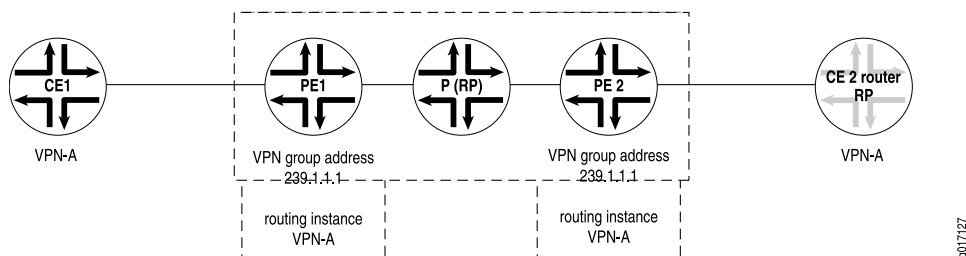 CE1
PE1
P (RP)
PE 2
CE 2 router
RP
VPN-A
VPN group address
239.1.1.1
VPN group address
239.1.1.1
VPN-A
routing instance
VPN-A
routing instance
VPN-A
g017127